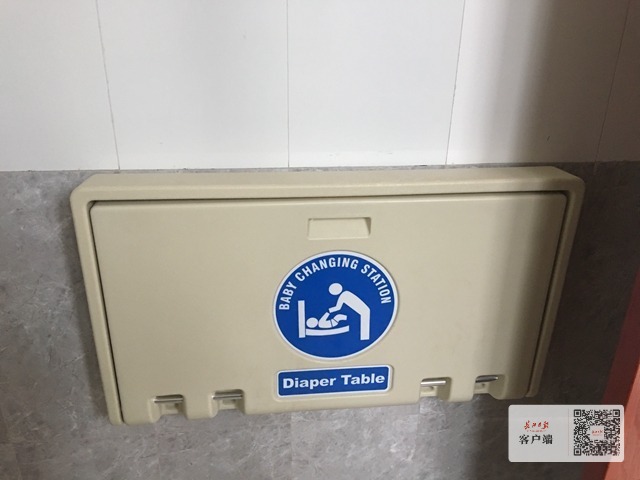 BABY CHANGING STATION
Diaper Table
长江日报
客户端